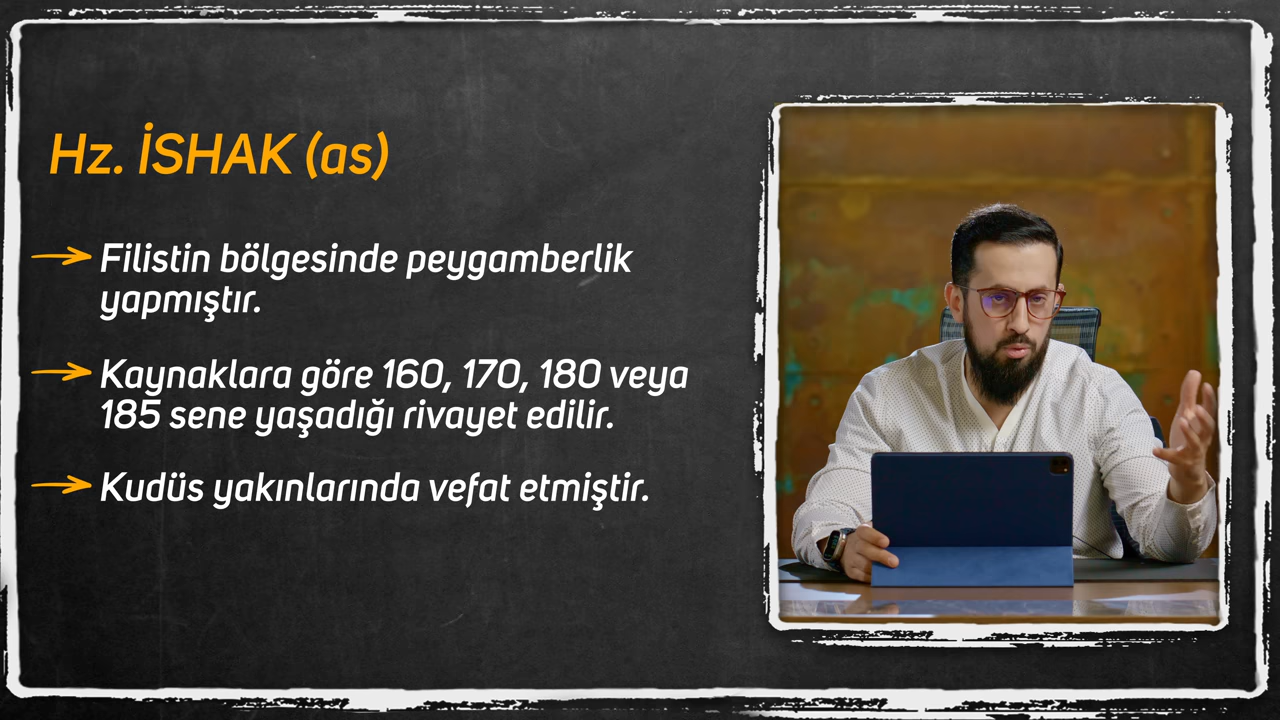 Hz. İSHAK (as)
Filistin bölgesinde peygamberlik
yapmıştır.
Kaynaklara göre 160, 170, 180 veya
185 sene yaşadığı rivayet edilir.
Kudüs yakınlarında vefat etmiştir.